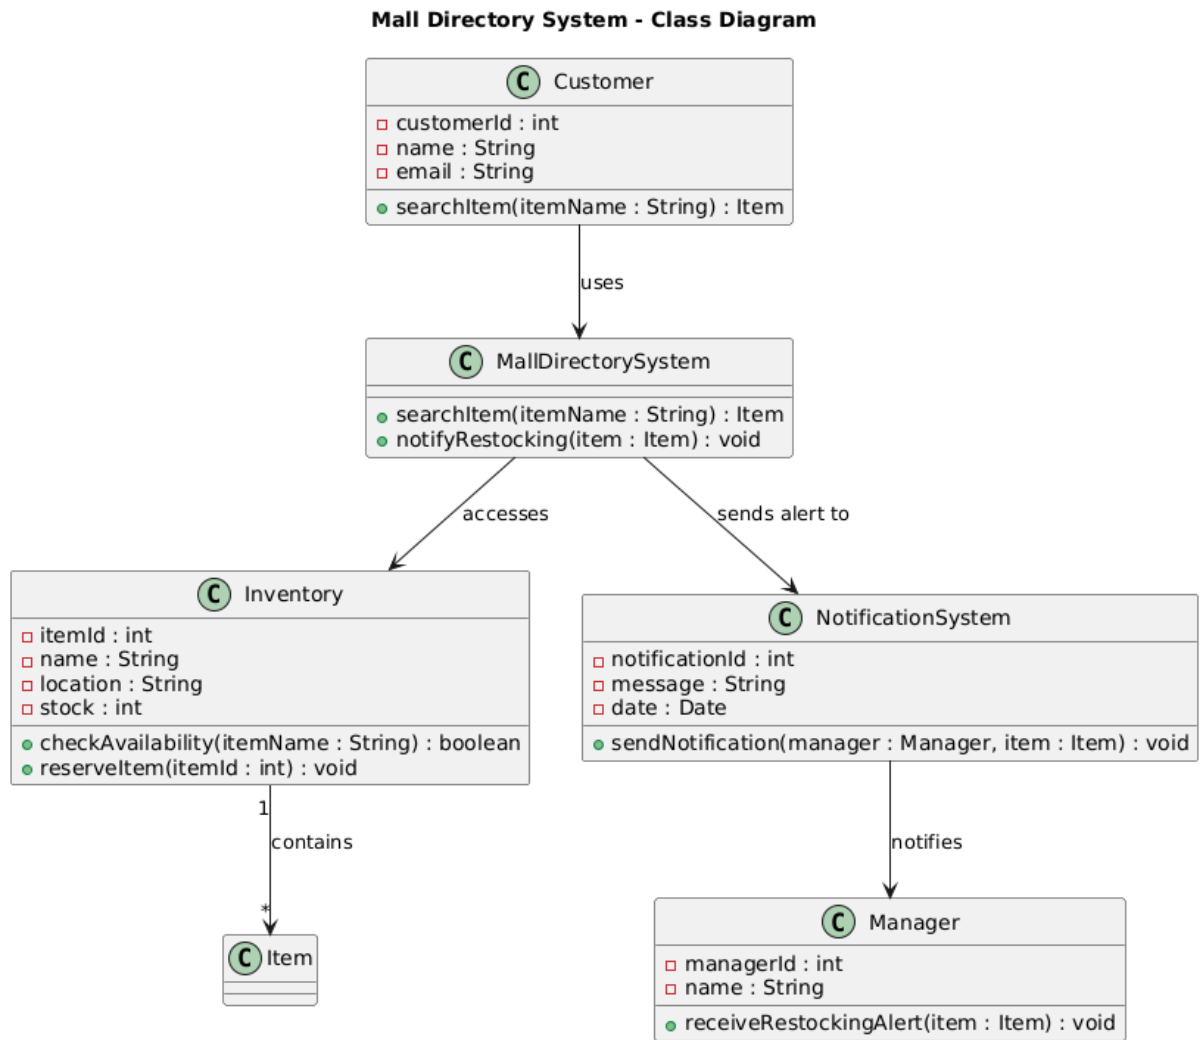 Mall Directory System - Class Diagram
C Customer
customerId : int
name : String
email : String
searchItem(itemName : String) : Item
uses
C MallDirectorySystem
searchItem(itemName : String) : Item
notifyRestocking(item : Item) : void
accesses
sends alert to
C Inventory
itemId : int
name : String
location : String
stock : int
checkAvailability(itemName : String) : boolean
reserveItem(itemId : int) : void
C NotificationSystem
notificationId : int
message : String
date : Date
sendNotification(manager : Manager, item : Item) : void
1
contains
*
notifies
C Item
C Manager
managerId : int
name : String
receiveRestockingAlert(item : Item) : void